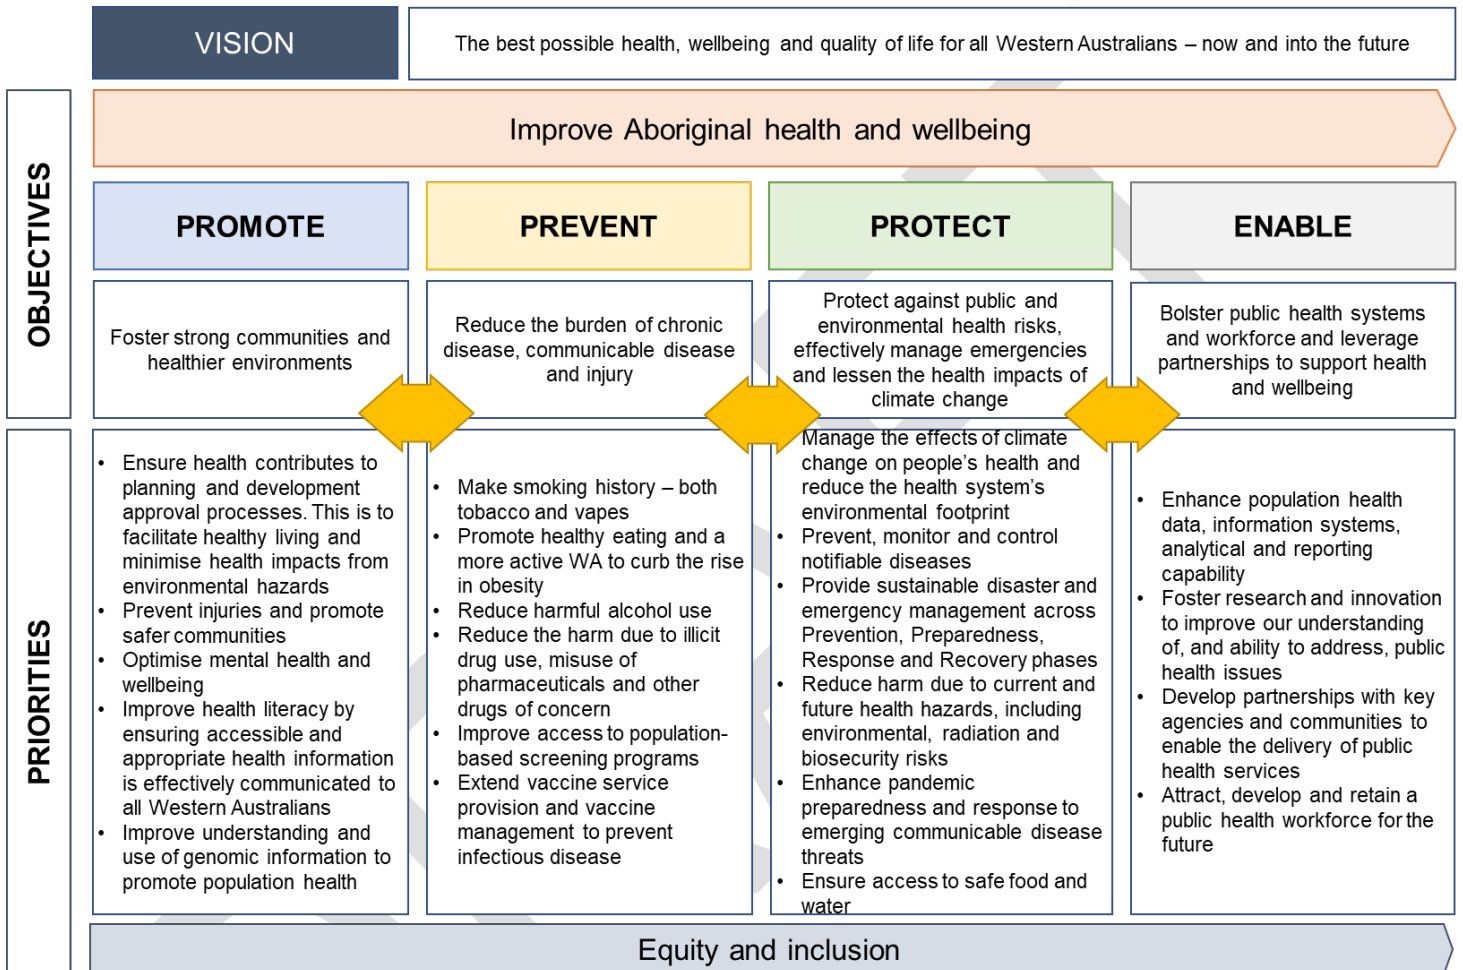 VISION
The best possible health, wellbeing and quality of life for all Western Australians – now and into the future
OBJECTIVES
Improve Aboriginal health and wellbeing
PROMOTE
PREVENT
PROTECT
ENABLE
Foster strong communities and
healthier environments
Reduce the burden of chronic
disease, communicable disease
and injury
Protect against public and
environmental health risks,
effectively manage emergencies
and lessen the health impacts of
climate change
Bolster public health systems
and workforce and leverage
partnerships to support health
and wellbeing
PRIORITIES
• Ensure health contributes to
planning and development
approval processes. This is to
facilitate healthy living and
minimise health impacts from
environmental hazards
• Prevent injuries and promote
safer communities
• Optimise mental health and
wellbeing
• Improve health literacy by
ensuring accessible and
appropriate health information
is effectively communicated to
all Western Australians
• Improve understanding and
use of genomic information to
promote population health
• Make smoking history – both
tobacco and vapes
• Promote healthy eating and a
more active WA to curb the rise
in obesity
• Reduce harmful alcohol use
• Reduce the harm due to illicit
drug use, misuse of
pharmaceuticals and other
drugs of concern
• Improve access to population-
based screening programs
• Extend vaccine service
provision and vaccine
management to prevent
infectious disease
Manage the effects of climate
change on people's health and
reduce the health system's
environmental footprint
• Prevent, monitor and control
notifiable diseases
• Provide sustainable disaster and
emergency management across
Prevention, Preparedness,
Response and Recovery phases
• Reduce harm due to current and
future health hazards, including
environmental, radiation and
biosecurity risks
• Enhance pandemic
preparedness and response to
emerging communicable disease
threats
• Ensure access to safe food and
water
• Enhance population health
data, information systems,
analytical and reporting
capability
• Foster research and innovation
to improve our understanding
of, and ability to address, public
health issues
• Develop partnerships with key
agencies and communities to
enable the delivery of public
health services
• Attract, develop and retain a
public health workforce for the
future
Equity and inclusion